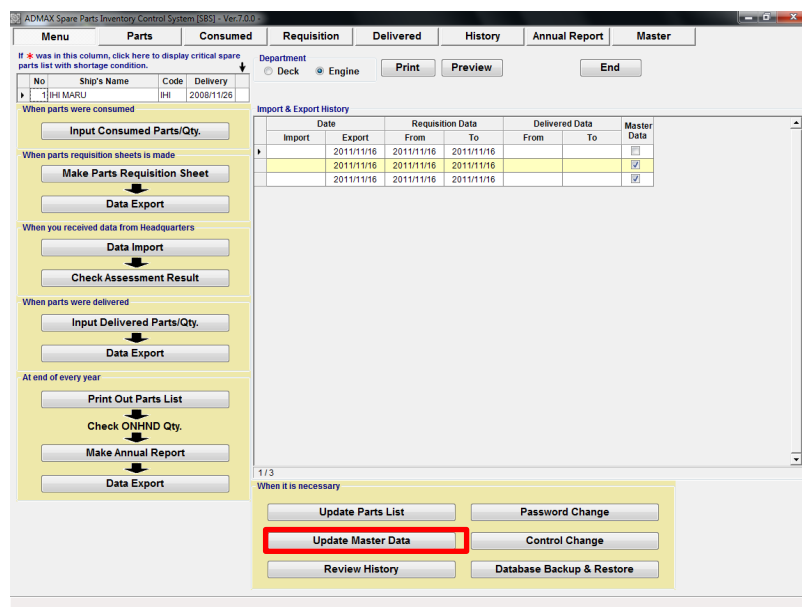 ADMAX Spare Parts Inventory Control System [SBS] - Ver.7.0.0 -
Menu Parts Consumed Requisition Delivered History Annual Report Master
If * was in this column, click here to display critical spare
parts list with shortage condition.
No Ship's Name Code Delivery
1 IHI MARU IHI 2008/11/26
Department
Deck Engine Print Preview End
When parts were consumed
Input Consumed Parts/Qty.
When parts requisition sheets is made
Make Parts Requisition Sheet
Data Export
When you received data from Headquarters
Data Import
Check Assessment Result
When parts were delivered
Input Delivered Parts/Qty.
Data Export
At end of every year
Print Out Parts List
Check ONHND Qty.
Make Annual Report
Data Export
Import & Export History
Date Requisition Data Delivered Data Master
Import Export From To From To Data
2011/11/16 2011/11/16 2011/11/16
2011/11/16 2011/11/16 2011/11/16
2011/11/16 2011/11/16 2011/11/16
1 / 3
When it is necessary
Update Parts List Password Change
Update Master Data Control Change
Review History Database Backup & Restore